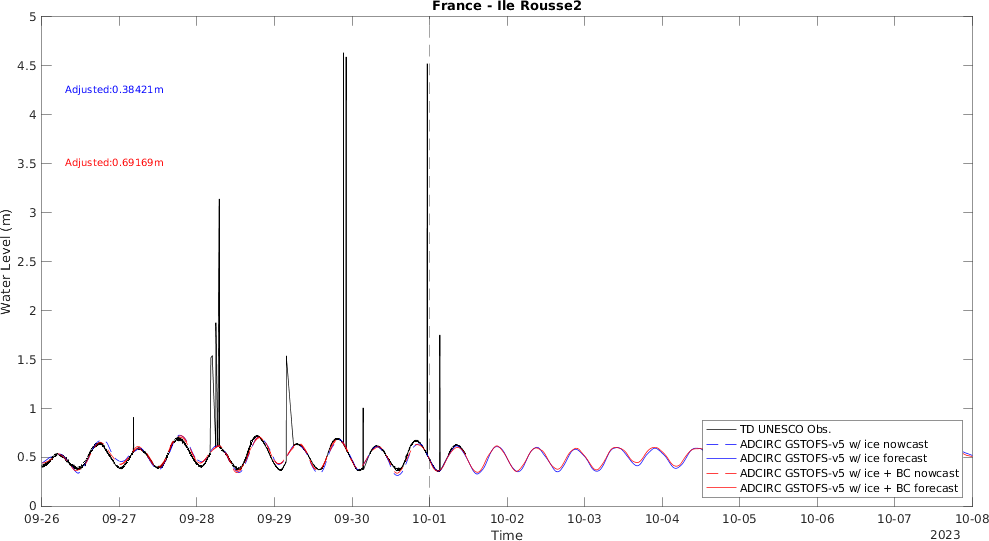 France - Ile Rousse2
Water Level (m)
5
4.5
4
3.5
3
2.5
2
1.5
1
0.5
0
Adjusted:0.38421m
Adjusted:0.69169m
TD UNESCO Obs.
ADCIRC GSTOFS-v5 w/ ice nowcast
ADCIRC GSTOFS-v5 w/ ice forecast
ADCIRC GSTOFS-v5 w/ ice + BC nowcast
ADCIRC GSTOFS-v5 w/ ice + BC forecast
09-26 09-27 09-28 09-29 09-30 10-01 10-02 10-03 10-04 10-05 10-06 10-07 10-08
Time
2023